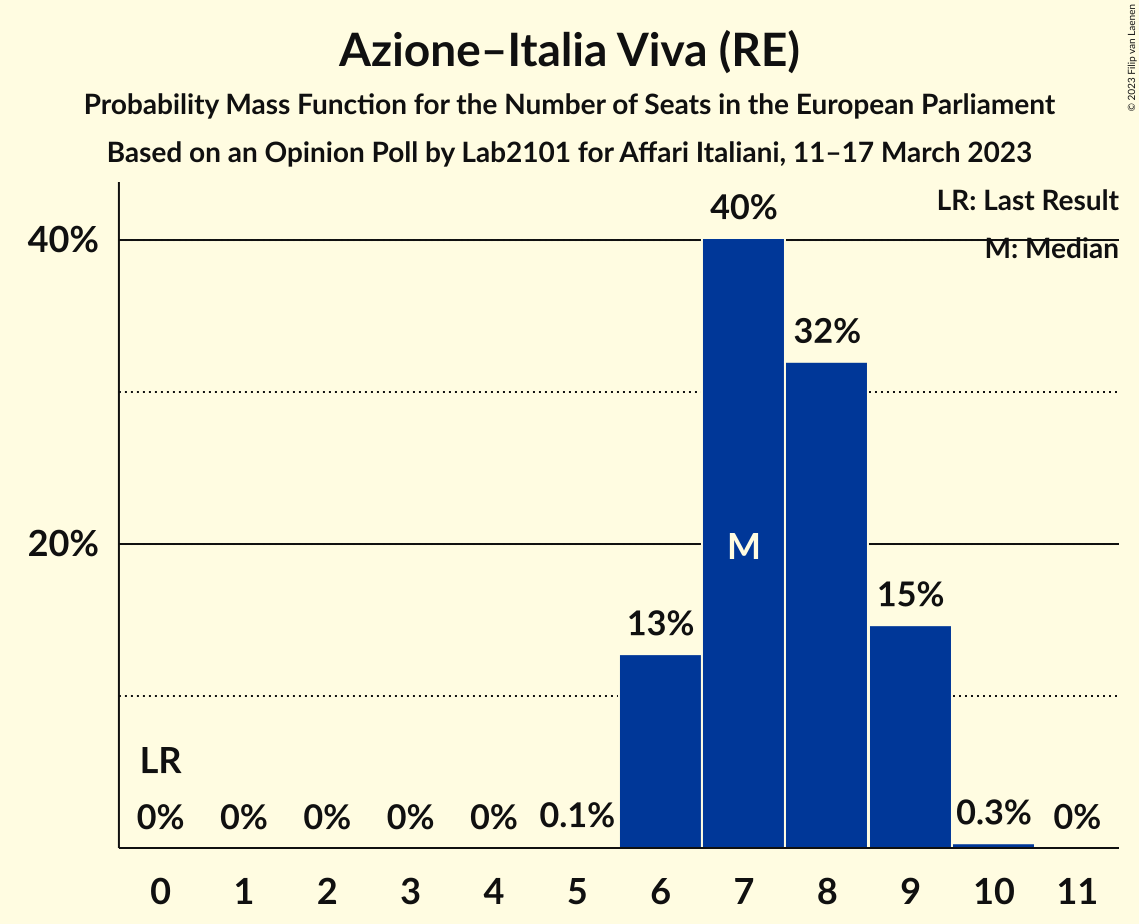 Azione–Italia Viva (RE)
Probability Mass Function for the Number of Seats in the European Parliament
Based on an Opinion Poll by Lab2101 for Affari Italiani, 11–17 March 2023
© 2023 Filip van Laenen
LR: Last Result
M: Median
40%
20%
40%
32%
15%
13%
M
LR
0% 0% 0% 0% 0% 0.1% 0.3% 0%
0 1 2 3 4 5 6 7 8 9 10 11